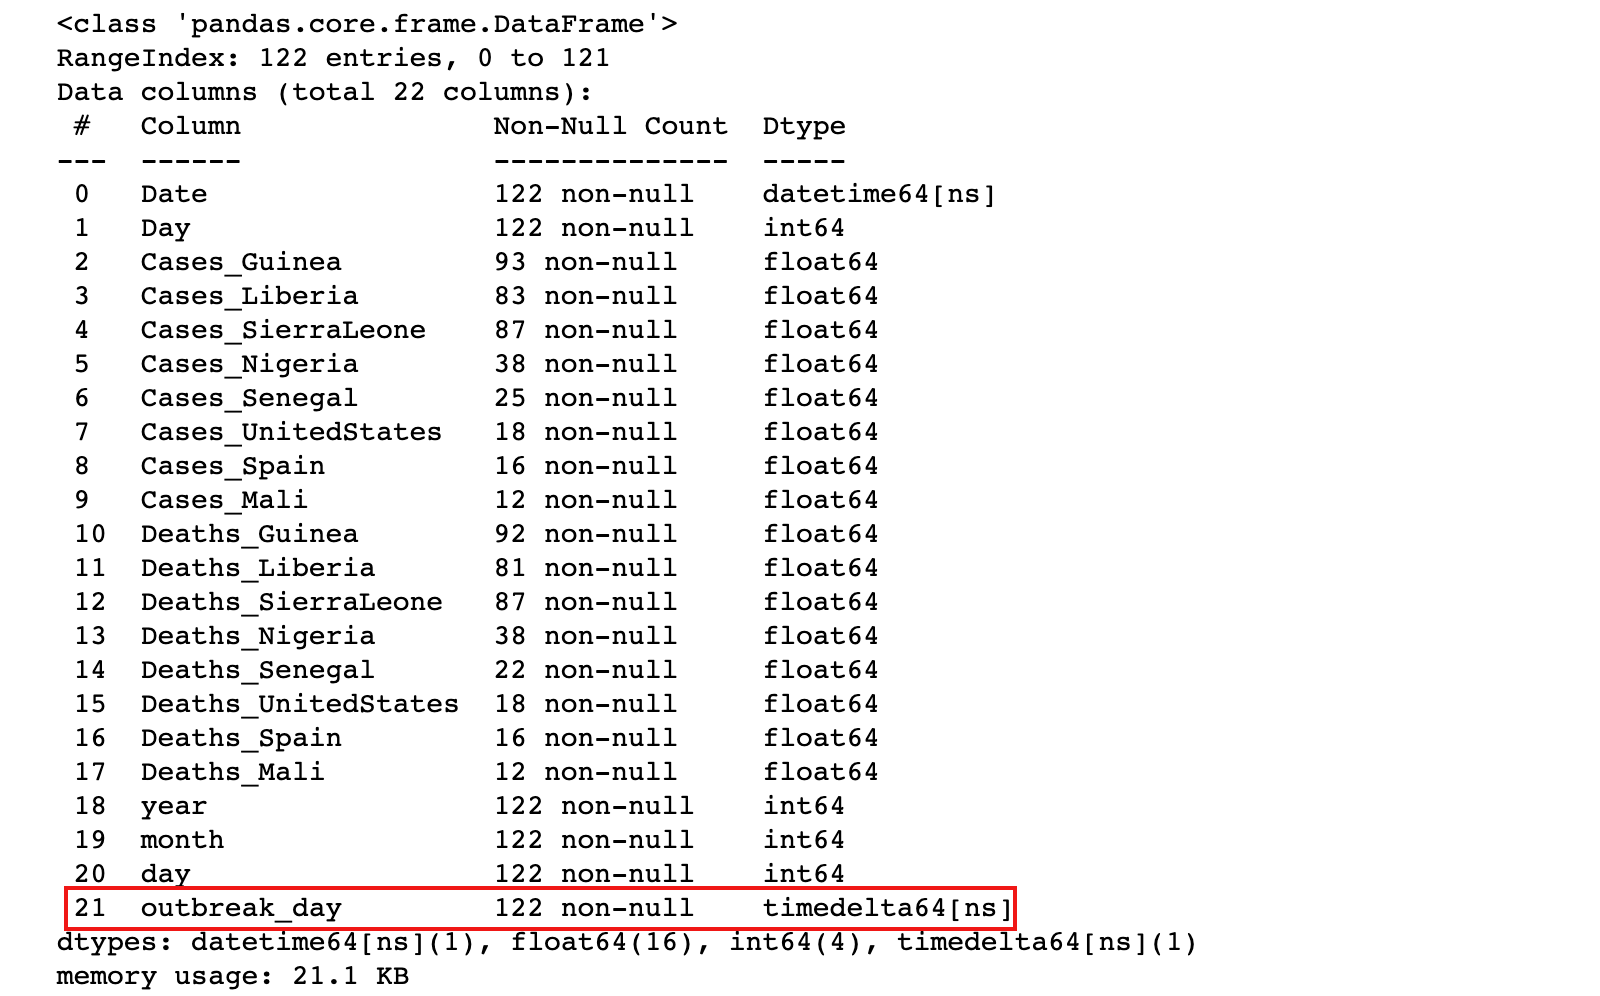 <class 'pandas.core.frame.DataFrame'>
RangeIndex: 122 entries, 0 to 121
Data columns (total 22 columns):
 #   Column               Non-Null Count  Dtype
---  ------               --------------  -----
 0   Date                 122 non-null    datetime64[ns]
 1   Day                  122 non-null    int64
 2   Cases_Guinea         93 non-null     float64
 3   Cases_Liberia        83 non-null     float64
 4   Cases_SierraLeone    87 non-null     float64
 5   Cases_Nigeria        38 non-null     float64
 6   Cases_Senegal        25 non-null     float64
 7   Cases_UnitedStates   18 non-null     float64
 8   Cases_Spain          16 non-null     float64
 9   Cases_Mali           12 non-null     float64
 10  Deaths_Guinea        92 non-null     float64
 11  Deaths_Liberia       81 non-null     float64
 12  Deaths_SierraLeone   87 non-null     float64
 13  Deaths_Nigeria       38 non-null     float64
 14  Deaths_Senegal       22 non-null     float64
 15  Deaths_UnitedStates  18 non-null     float64
 16  Deaths_Spain         16 non-null     float64
 17  Deaths_Mali          12 non-null     float64
 18  year                 122 non-null    int64
 19  month                122 non-null    int64
 20  day                  122 non-null    int64
 21  outbreak_day         122 non-null    timedelta64[ns]
dtypes: datetime64[ns](1), float64(16), int64(4), timedelta64[ns](1)
memory usage: 21.1 KB